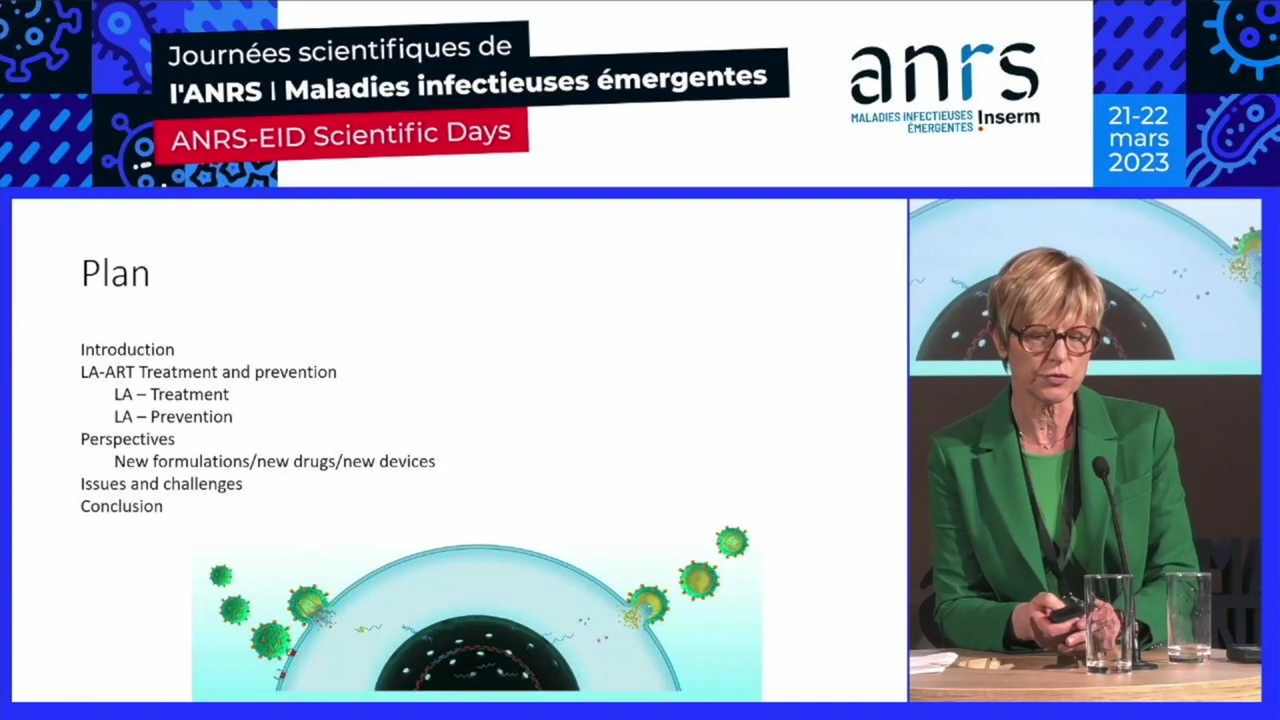 Journées scientifiques de
l'ANRS | Maladies infectieuses émergentes
ANRS-EID Scientific Days
anrs
MALADIES INFECTIEUSES
ÉMERGENTES
Inserm
21-22
mars
2023
Plan
Introduction
LA-ART Treatment and prevention
LA – Treatment
LA – Prevention
Perspectives
New formulations/new drugs/new devices
Issues and challenges
Conclusion